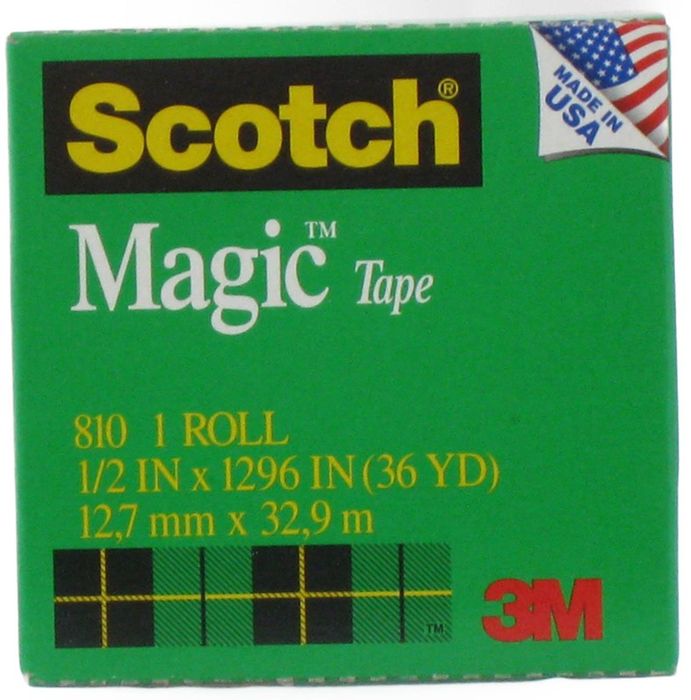 Scotch®
MADE IN
USA
Magic™ Tape
810 1 ROLL
1/2 IN x 1296 IN (36 YD)
12,7 mm x 32,9 m
TM
3M